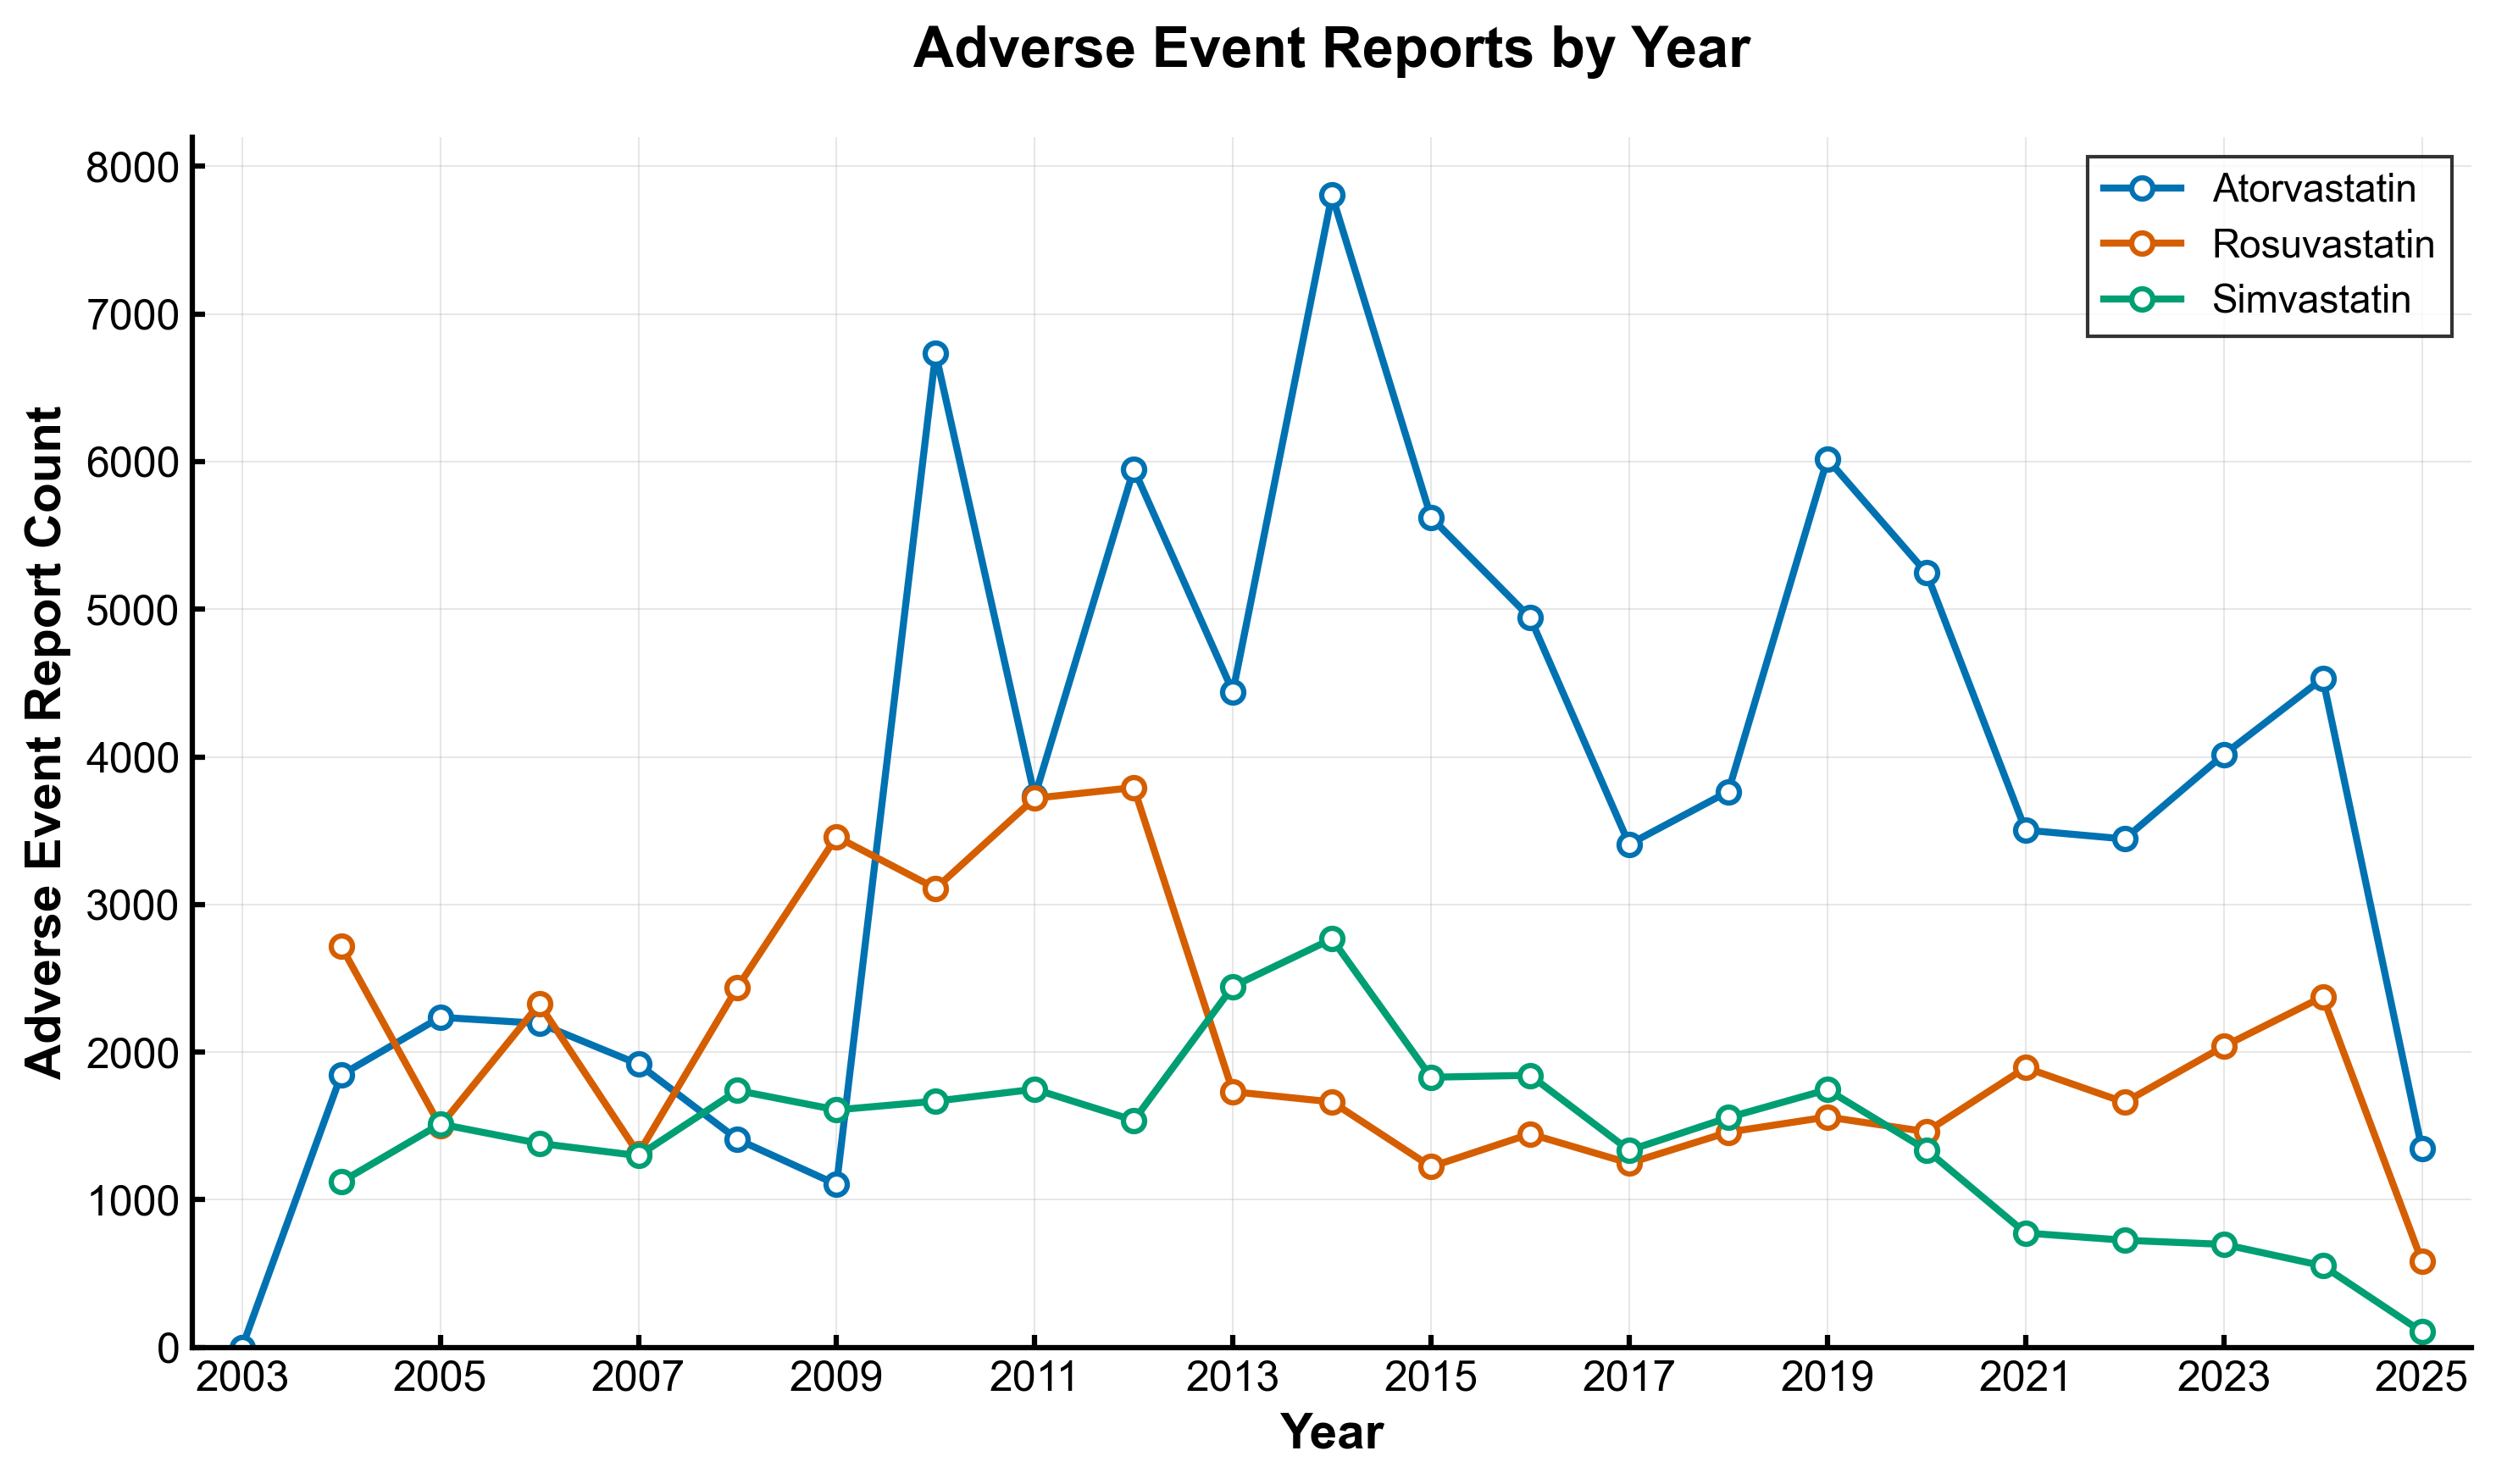 Adverse Event Reports by Year
Adverse Event Report Count
8000
7000
6000
5000
4000
3000
2000
1000
0
Atorvastatin
Rosuvastatin
Simvastatin
2003 2005 2007 2009 2011 2013 2015 2017 2019 2021 2023 2025
Year